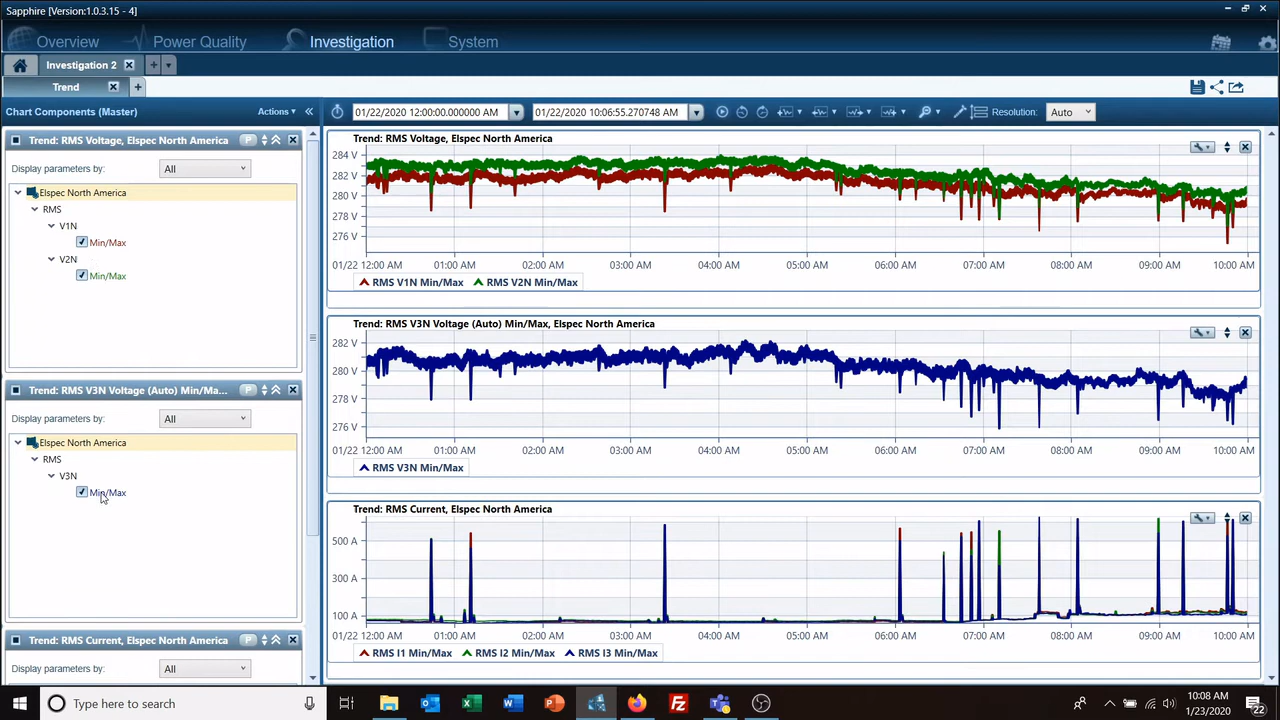 Sapphire [Version:1.0.3.15 - 4]
Overview Power Quality Investigation System
Investigation 2
Trend
Chart Components (Master) Actions
01/22/2020 12:00:00.000000 AM 01/22/2020 10:06:55.270748 AM Resolution: Auto
Trend: RMS Voltage, Elspec North America P
Display parameters by: All
Elspec North America
RMS
V1N
Min/Max
V2N
Min/Max
Trend: RMS V3N Voltage (Auto) Min/Ma... P
Display parameters by: All
Elspec North America
RMS
V3N
Min/Max
Trend: RMS Current, Elspec North America P
Display parameters by: All
Trend: RMS Voltage, Elspec North America
284 V
282 V
280 V
278 V
276 V
01/22 12:00 AM 01:00 AM 02:00 AM 03:00 AM 04:00 AM 05:00 AM 06:00 AM 07:00 AM 08:00 AM 09:00 AM 10:00 AM
RMS V1N Min/Max RMS V2N Min/Max
Trend: RMS V3N Voltage (Auto) Min/Max, Elspec North America
282 V
280 V
278 V
276 V
01/22 12:00 AM 01:00 AM 02:00 AM 03:00 AM 04:00 AM 05:00 AM 06:00 AM 07:00 AM 08:00 AM 09:00 AM 10:00 AM
RMS V3N Min/Max
Trend: RMS Current, Elspec North America
500 A
300 A
100 A
01/22 12:00 AM 01:00 AM 02:00 AM 03:00 AM 04:00 AM 05:00 AM 06:00 AM 07:00 AM 08:00 AM 09:00 AM 10:00 AM
RMS I1 Min/Max RMS I2 Min/Max RMS I3 Min/Max
Type here to search
10:08 AM
1/23/2020
22